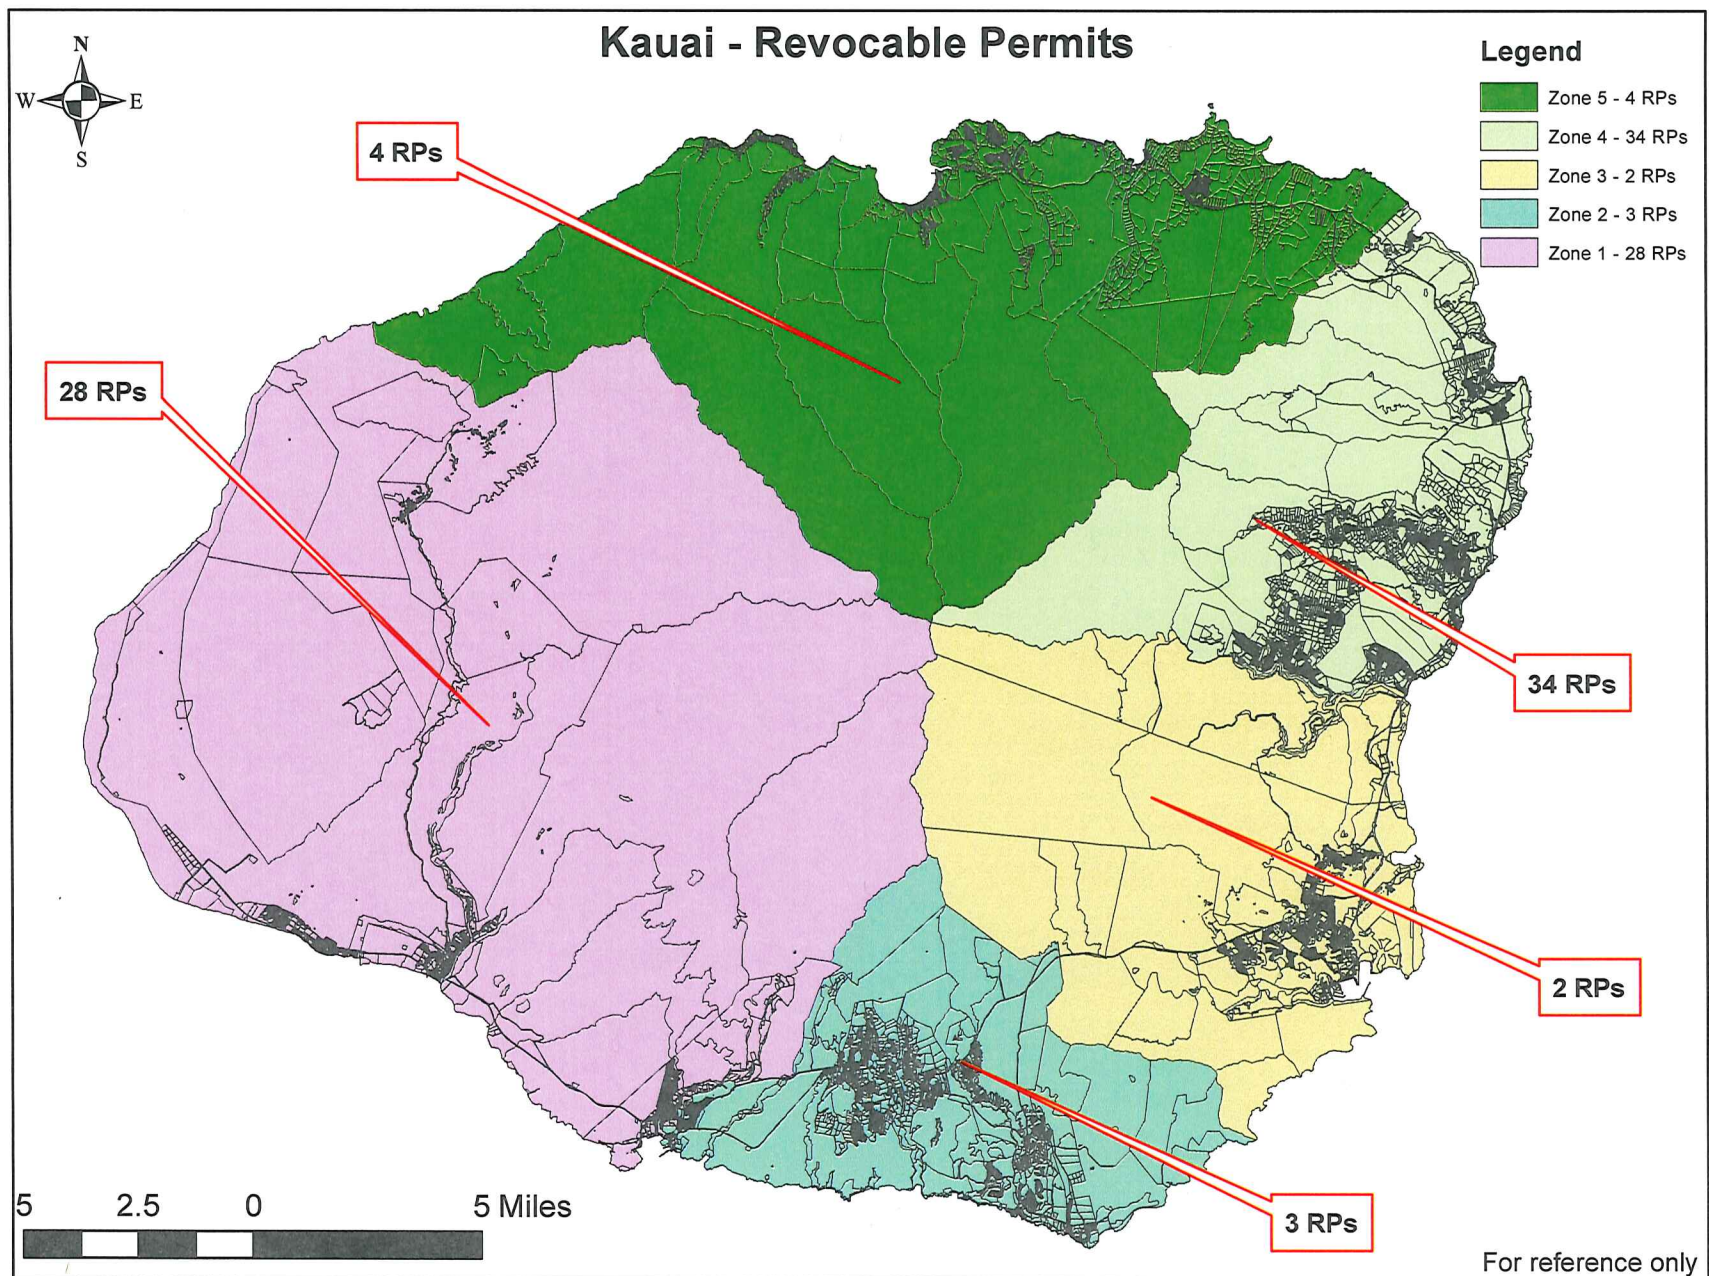 Kauai - Revocable Permits
N
W E
S
Legend
Zone 5 - 4 RPs
Zone 4 - 34 RPs
Zone 3 - 2 RPs
Zone 2 - 3 RPs
Zone 1 - 28 RPs
4 RPs
28 RPs
34 RPs
2 RPs
3 RPs
5 2.5 0 5 Miles
For reference only